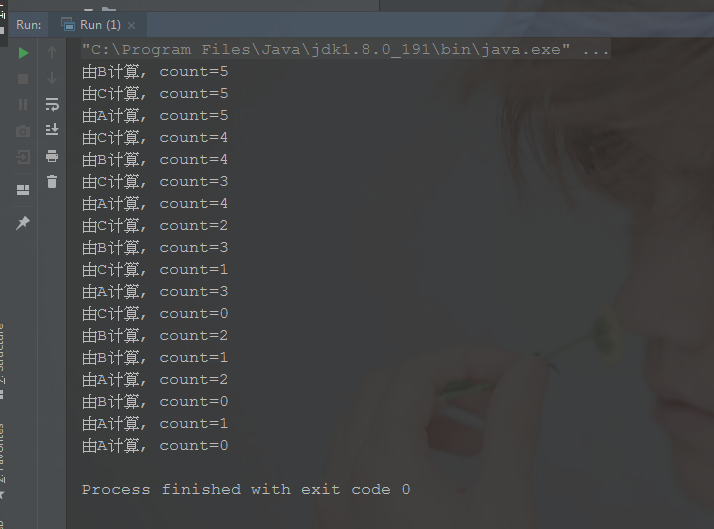 Run: Run (1) ×
"C:\Program Files\Java\jdk1.8.0_191\bin\java.exe" ...
由B计算, count=5
由C计算, count=5
由A计算, count=5
由C计算, count=4
由B计算, count=4
由C计算, count=3
由A计算, count=4
由C计算, count=2
由B计算, count=3
由C计算, count=1
由A计算, count=3
由C计算, count=0
由B计算, count=2
由B计算, count=1
由A计算, count=2
由B计算, count=0
由A计算, count=1
由A计算, count=0
Process finished with exit code 0